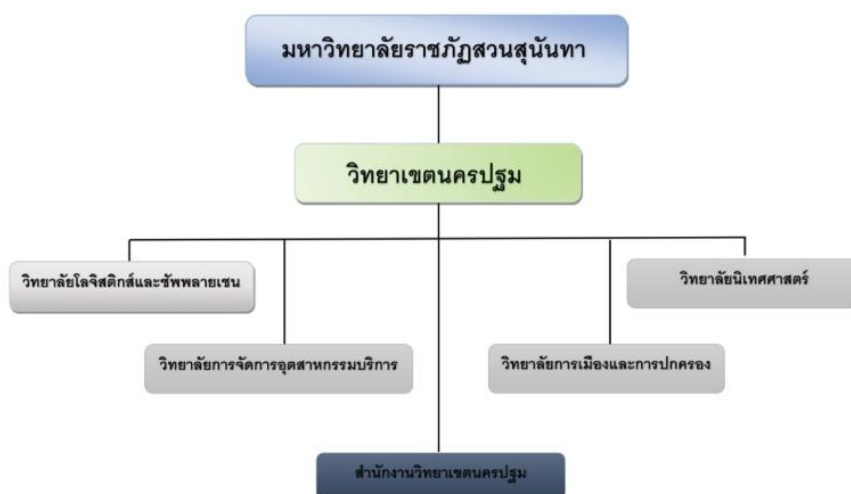 มหาวิทยาลัยราชภัฏสวนสุนันทา
วิทยาเขตนครปฐม
วิทยาลัยโลจิสติกส์และซัพพลายเชน
วิทยาลัยนิเทศศาสตร์
วิทยาลัยการจัดการอุตสาหกรรมบริการ
วิทยาลัยการเมืองและการปกครอง
สำนักงานวิทยาเขตนครปฐม